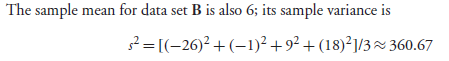 The sample mean for data set B is also 6; its sample variance is
s² = [(−26)² + (−1)² + 9² + (18)²]/3 ≈ 360.67